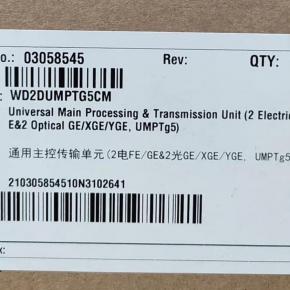 o.: 03058545 Rev: QTY:
WD2DUMPTG5CM
Universal Main Processing & Transmission Unit (2 Electric
E&2 Optical GE/XGE/YGE, UMPTg5)
通用主控传输单元(2电FE/GE&2光GE/XGE/YGE, UMPTg5
210305854510N3102641